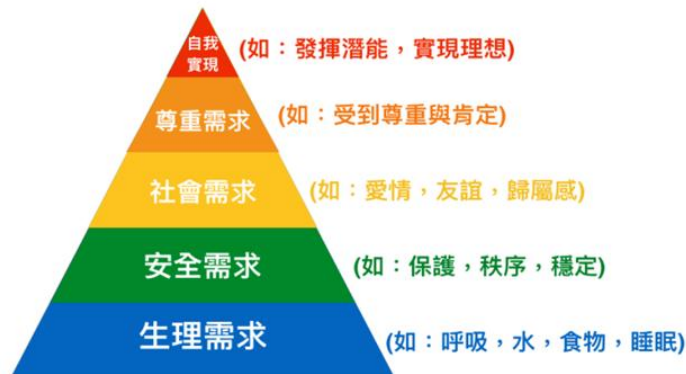 自我
實現
(如：發揮潛能，實現理想)
尊重需求
(如：受到尊重與肯定)
社會需求
(如：愛情，友誼，歸屬感)
安全需求
(如：保護，秩序，穩定)
生理需求
(如：呼吸，水，食物，睡眠)